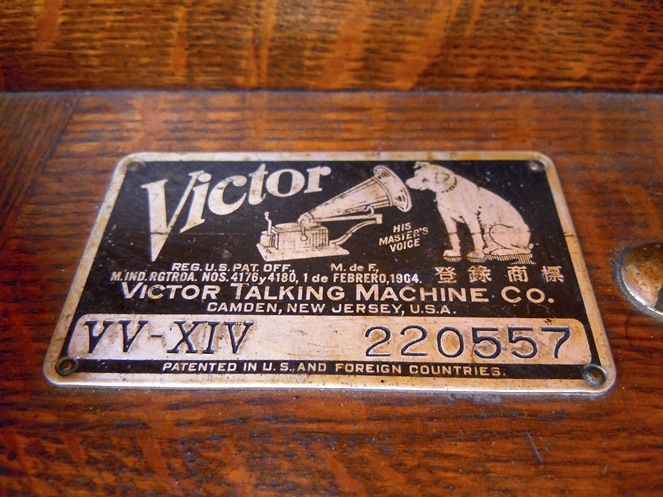 Victor
HIS
MASTER'S
VOICE
REG. U.S. PAT. OFF., M. de F.,
M. IND. RGTROA. NOS. 4176 y 4180, 1 de FEBRERO, 1904. 登錄商標
VICTOR TALKING MACHINE CO.
CAMDEN, NEW JERSEY, U.S.A.
VV-XIV 220557
PATENTED IN U.S., AND FOREIGN COUNTRIES.